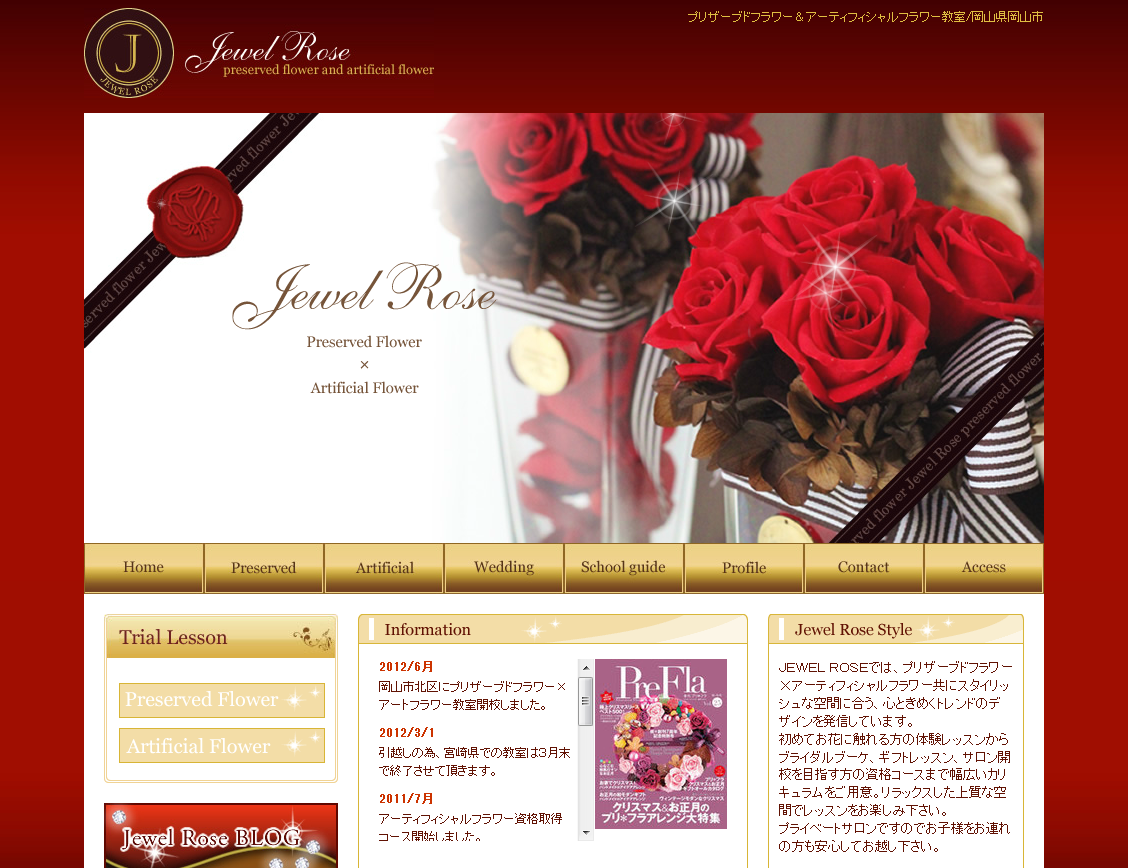 プリザーブドフラワー＆アーティフィシャルフラワー教室/岡山県岡山市
J
JEWEL ROSE
Jewel Rose
preserved flower and artificial flower
preserved flower Jewel Rose preserved flower
Jewel Rose
Preserved Flower
×
Artificial Flower
flower Jewel Rose preserved flower
Home
Preserved
Artificial
Wedding
School guide
Profile
Contact
Access
Trial Lesson
Preserved Flower
Artificial Flower
Jewel Rose BLOG
Information
2012/6月
岡山市北区にプリザーブドフラワー×
アートフラワー教室開校しました。
2012/3/1
引越しの為、宮崎県での教室は3月末
で終了させて頂きます。
2011/7月
アーティフィシャルフラワー資格取得
コース開始しました。
PreFla
クリスマス&お正月の
プリ*フラアレンジ大特集
Jewel Rose Style
JEWEL ROSEでは、プリザーブドフラワー
×アーティフィシャルフラワー共にスタイリッ
シュな空間に合う、心ときめくトレンドのデ
ザインを発信しています。
初めてお花に触れる方の体験レッスンから
ブライダルブーケ、ギフトレッスン、サロン開
校を目指す方の資格コースまで幅広いカリ
キュラムをご用意。リラックスした上質な空
間でレッスンをお楽しみ下さい。
プライベートサロンですのでお子様をお連れ
の方も安心してお越し下さい。